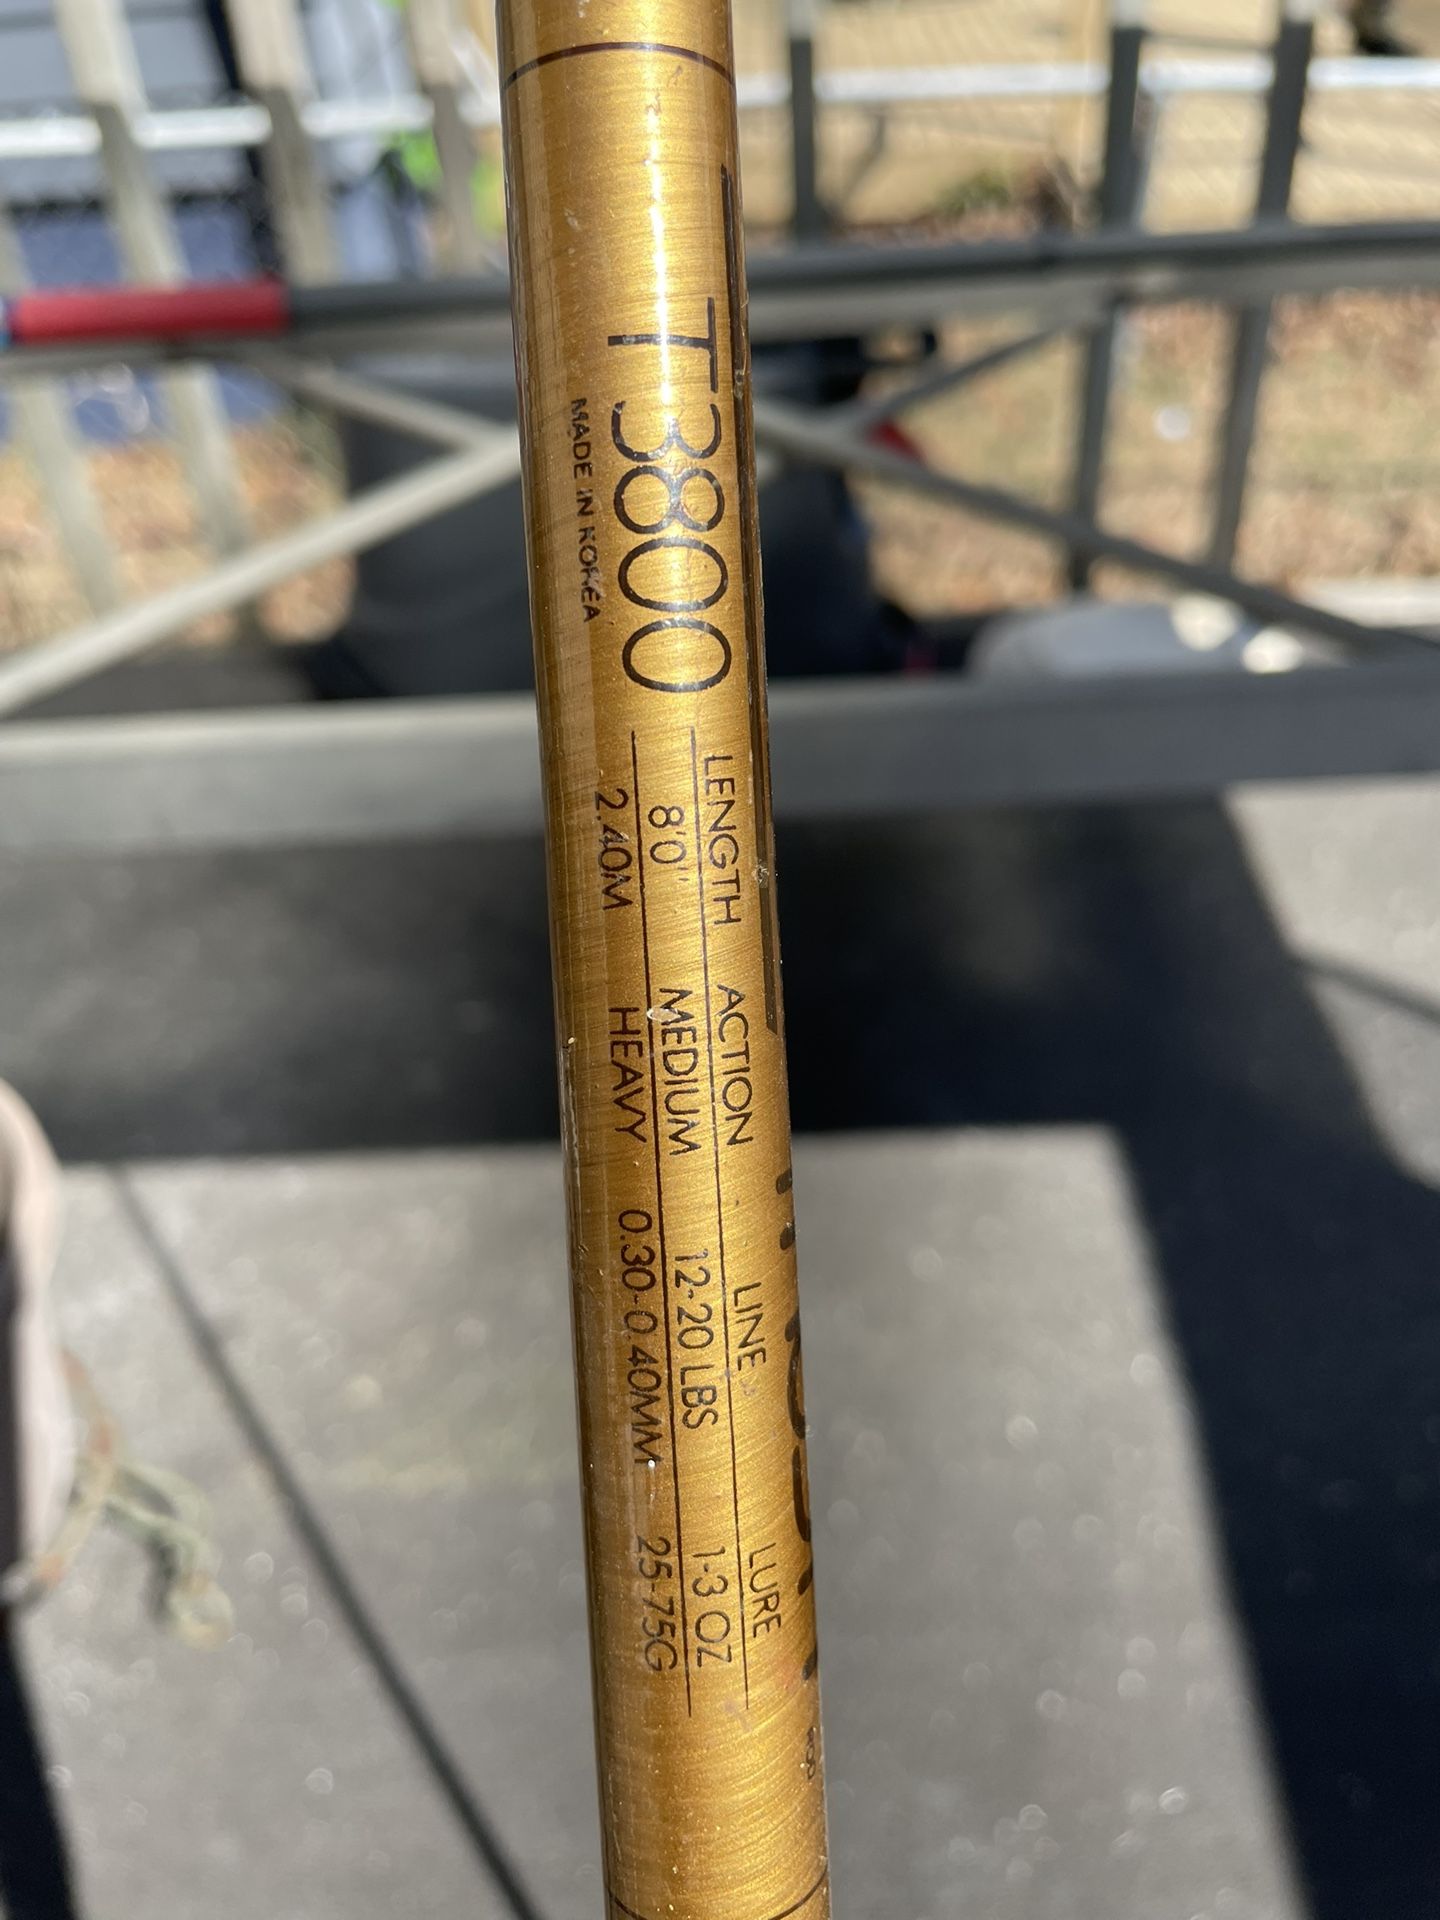 T3800
MADE IN KOREA
LENGTH ACTION LINE LURE
8'0" MEDIUM 12-20 LBS 1-3 OZ
2.40M HEAVY 0.30-0.40MM 25-75G